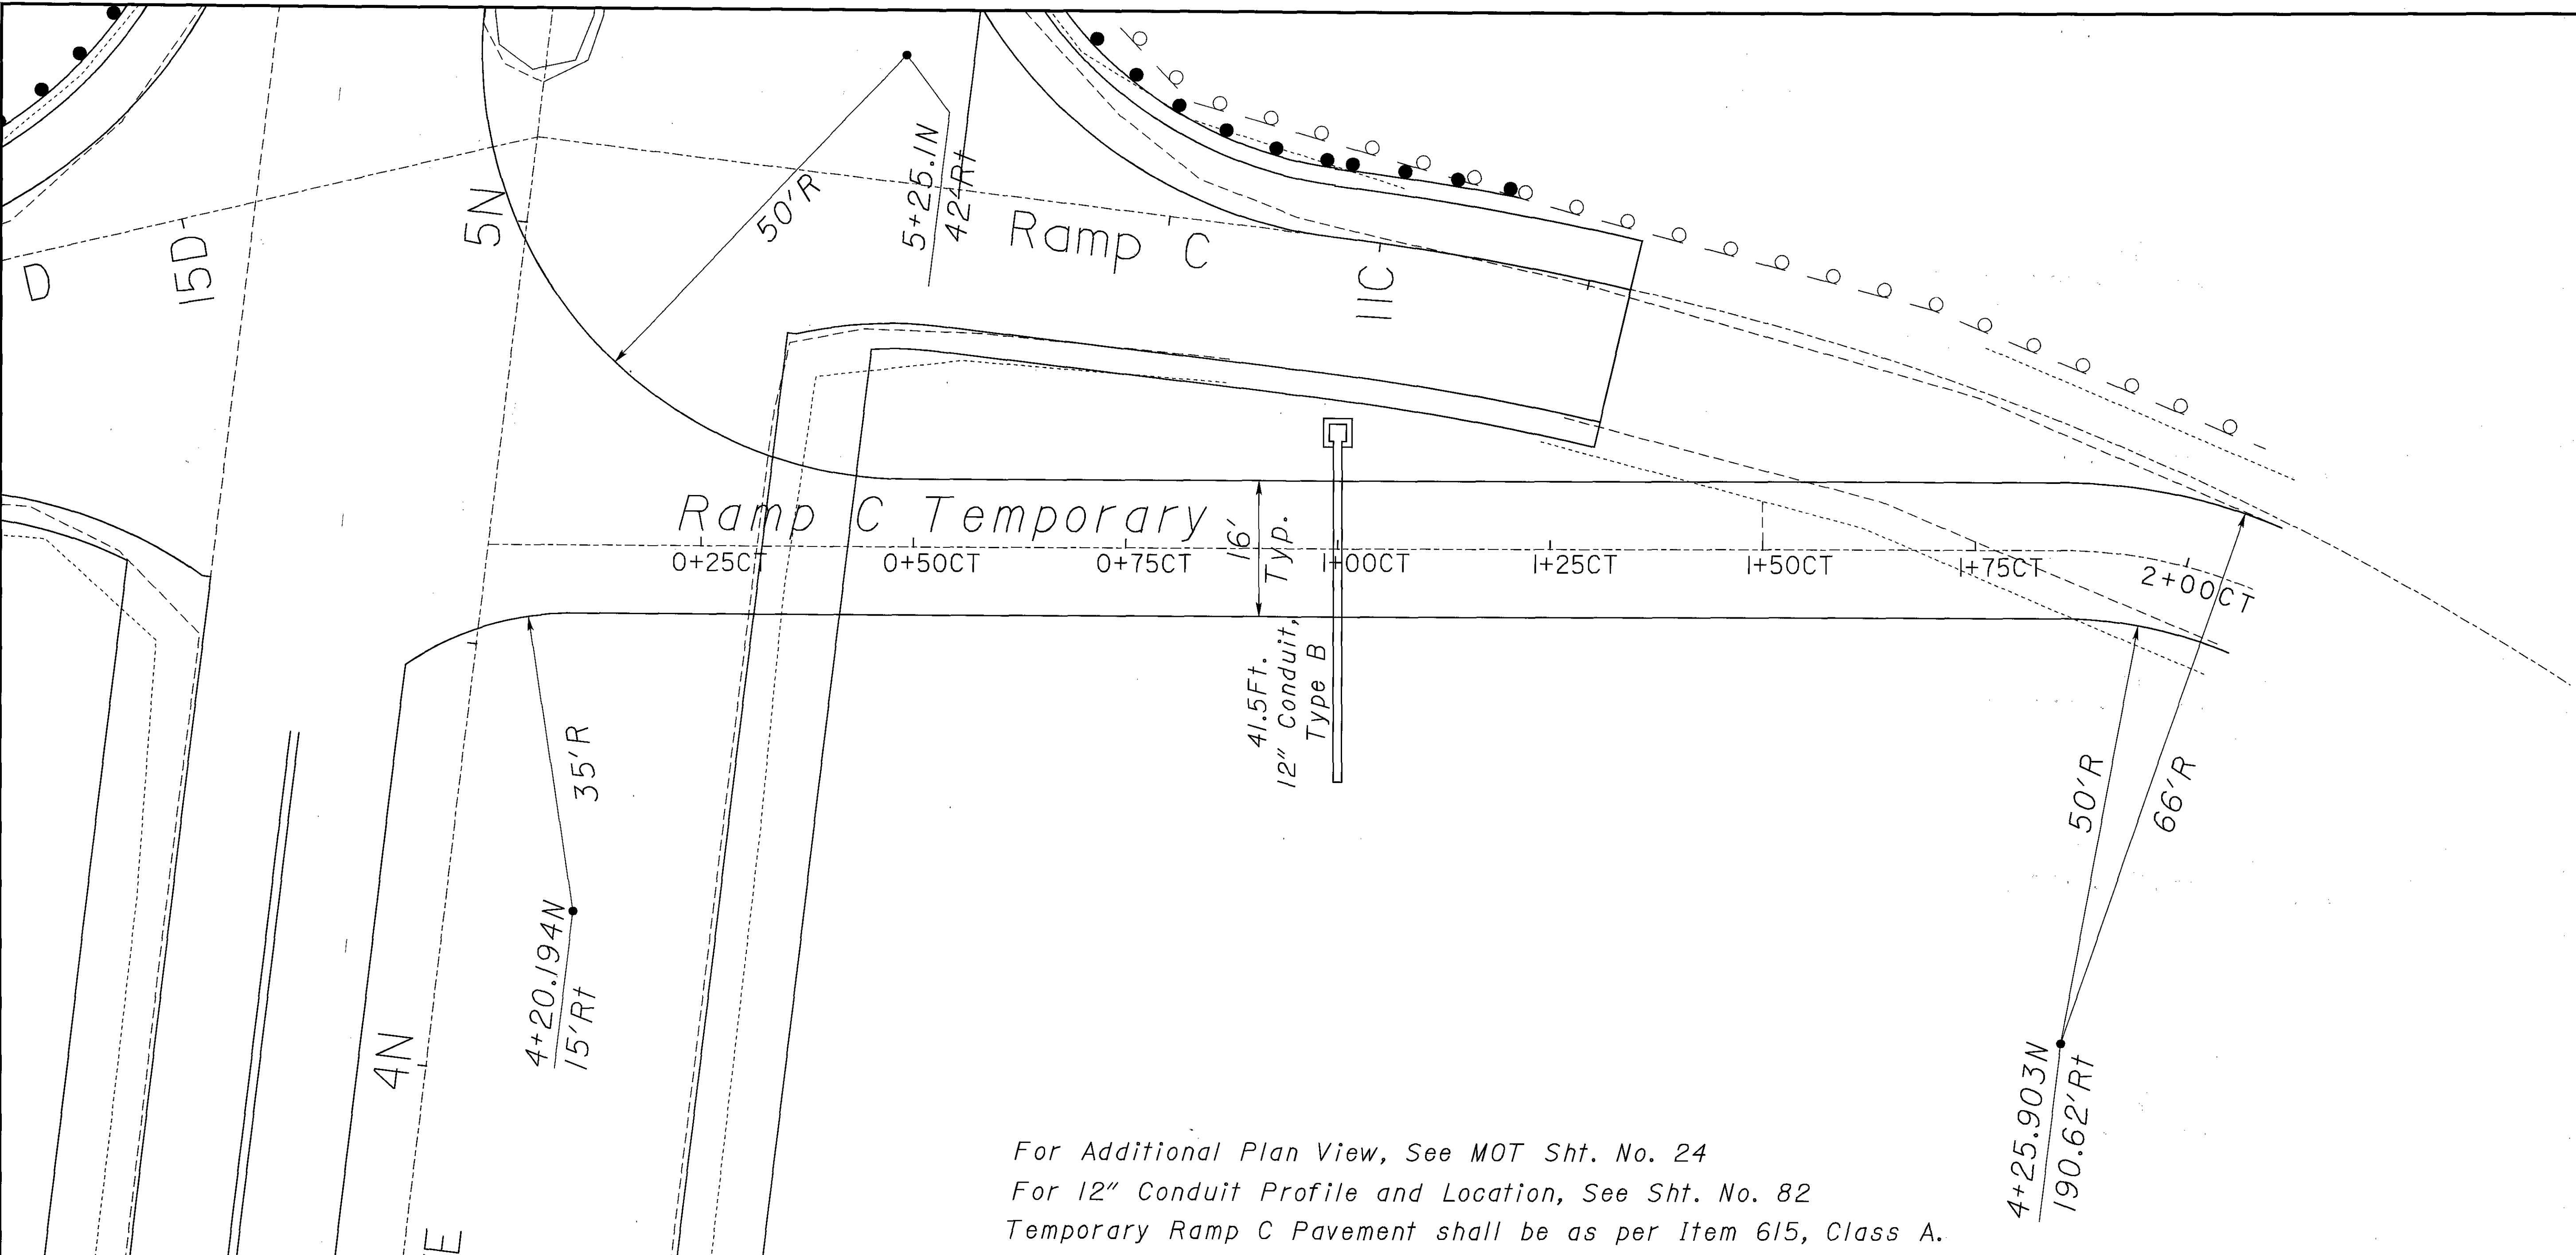 50'R
5+25.1N
42'Rt
5N
Ramp C
D
15D
11C
Ramp C Temporary
16'
Typ.
0+25CT
0+50CT
0+75CT
1+00CT
1+25CT
1+50CT
1+75CT
2+00CT
41.5Ft.
12" Conduit,
Type B
35'R
50'R
66'R
4+20.194N
15'Rt
4N
4+25.903N
190.62'Rt
E
For Additional Plan View, See MOT Sht. No. 24
For 12" Conduit Profile and Location, See Sht. No. 82
Temporary Ramp C Pavement shall be as per Item 615, Class A.